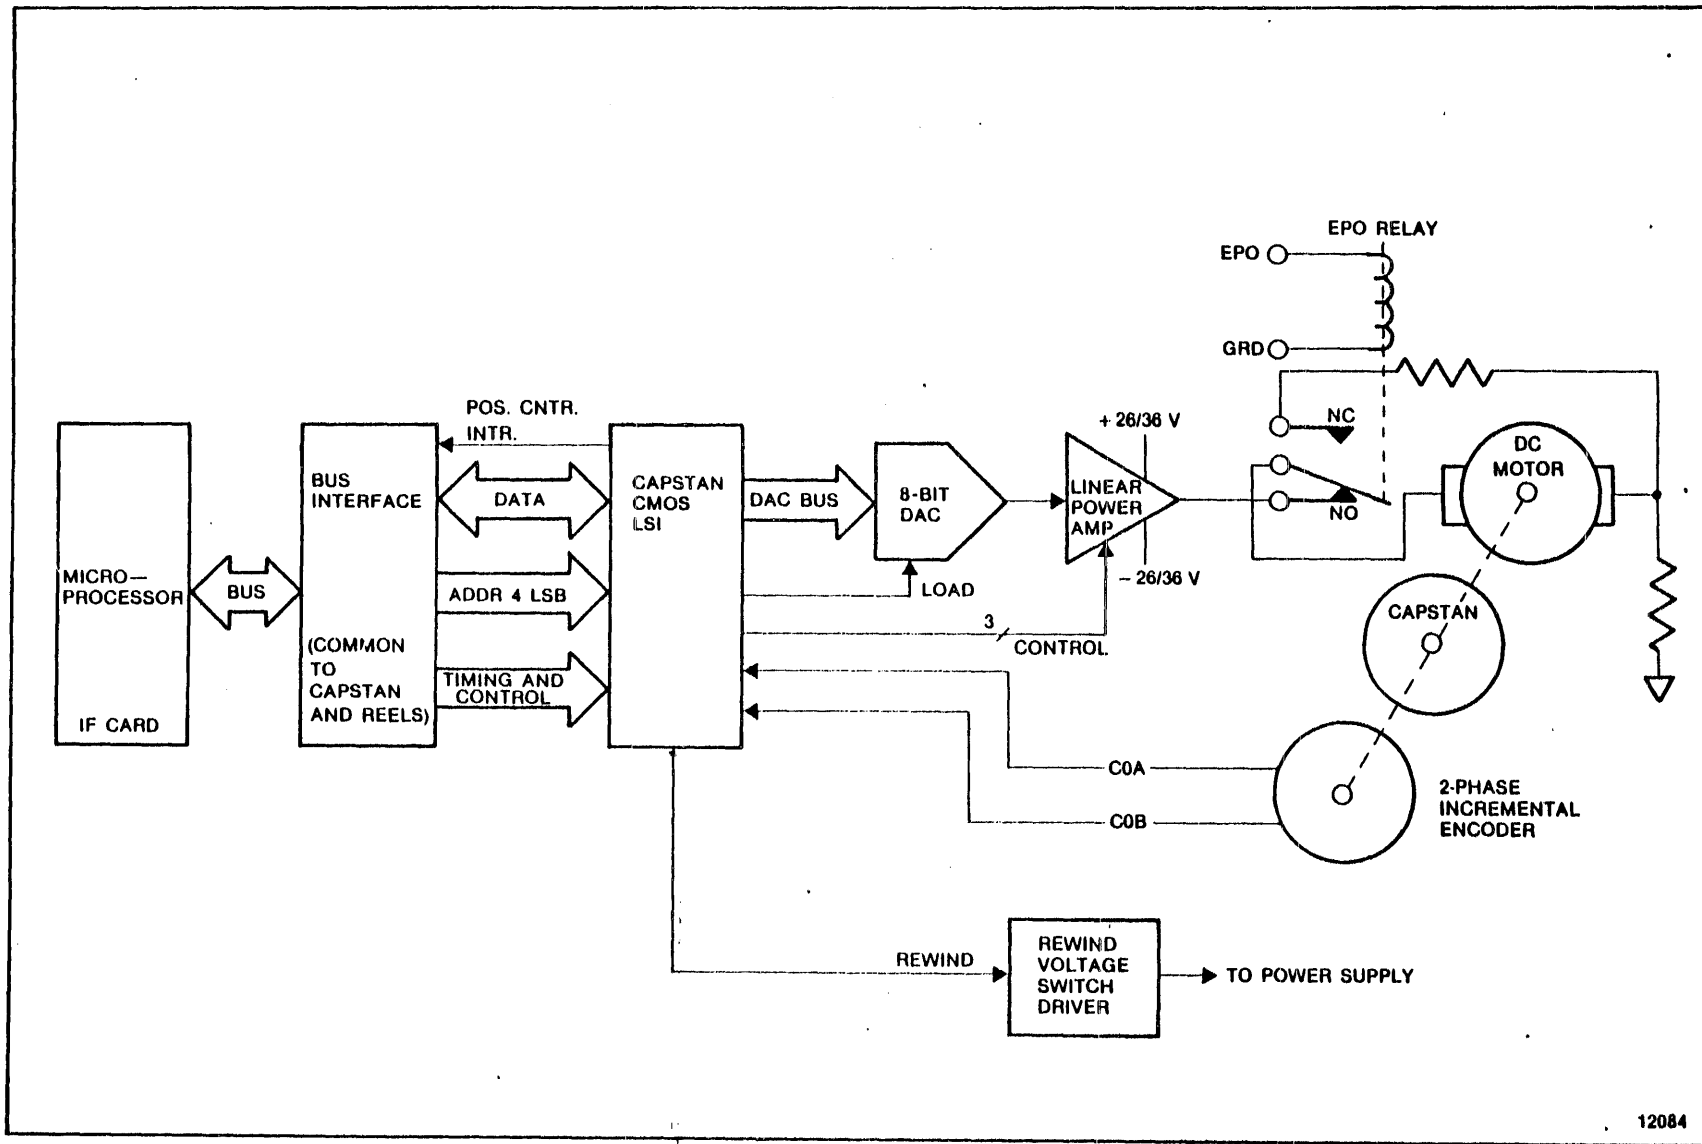 EPO RELAY
EPO
GRD
NC
NO
DC
MOTOR
POS. CNTR.
INTR.
+ 26/36 V
BUS
INTERFACE
DATA
CAPSTAN
CMOS
LSI
DAC BUS
8-BIT
DAC
LINEAR
POWER
AMP
- 26/36 V
MICRO—
PROCESSOR
BUS
ADDR 4 LSB
LOAD
CAPSTAN
3
CONTROL
(COMMON
TO
CAPSTAN
AND REELS)
TIMING AND
CONTROL
IF CARD
C0A
C0B
2-PHASE
INCREMENTAL
ENCODER
REWIND
REWIND
VOLTAGE
SWITCH
DRIVER
TO POWER SUPPLY
12084